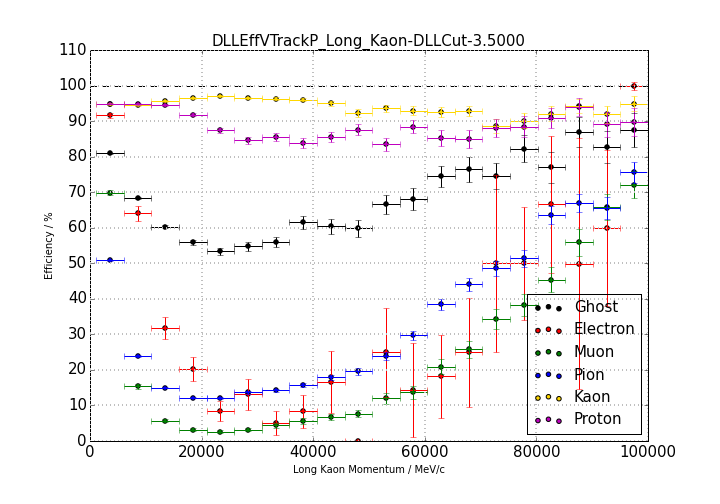 DLLEffVTrackP_Long_Kaon-DLLCut-3.5000
110
100
90
80
70
60
50
40
30
20
10
0
Efficiency / %
0 20000 40000 60000 80000 100000
Long Kaon Momentum / MeV/c
Ghost
Electron
Muon
Pion
Kaon
Proton